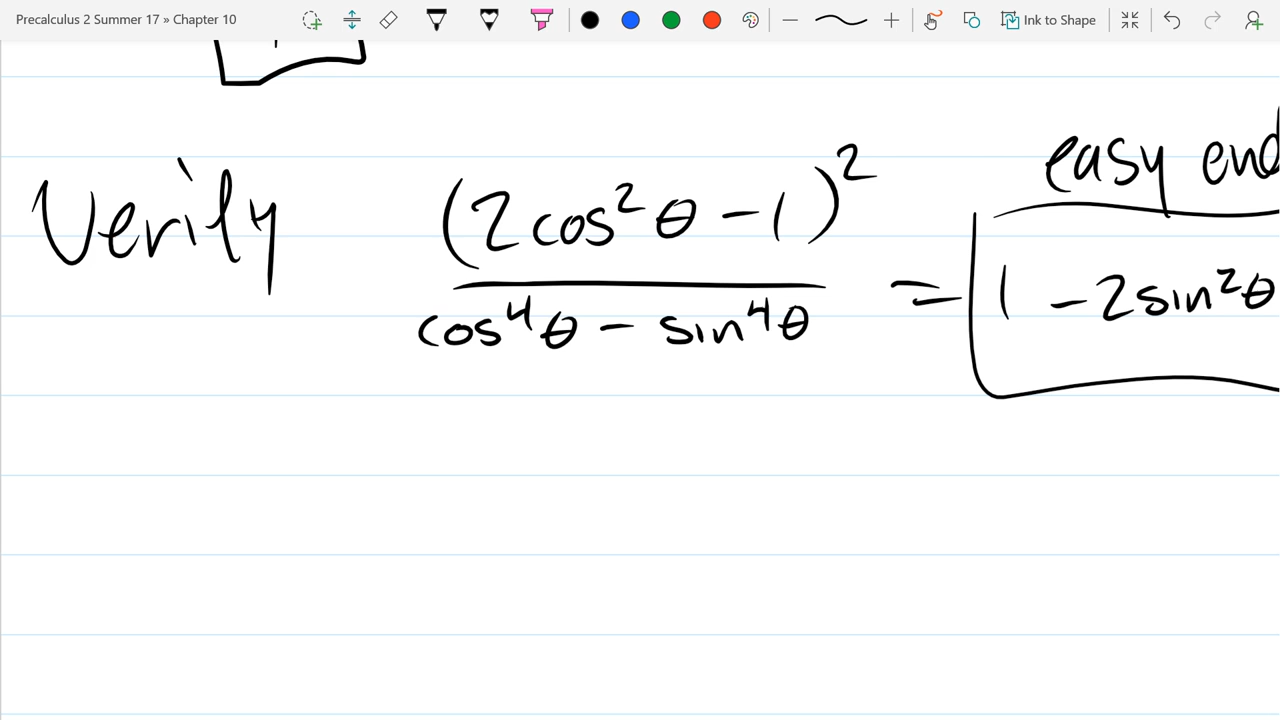 Precalculus 2 Summer 17 » Chapter 10
Ink to Shape
easy end
Verify (2cos²θ - 1)²
cos⁴θ - sin⁴θ
= 1 - 2sin²θ